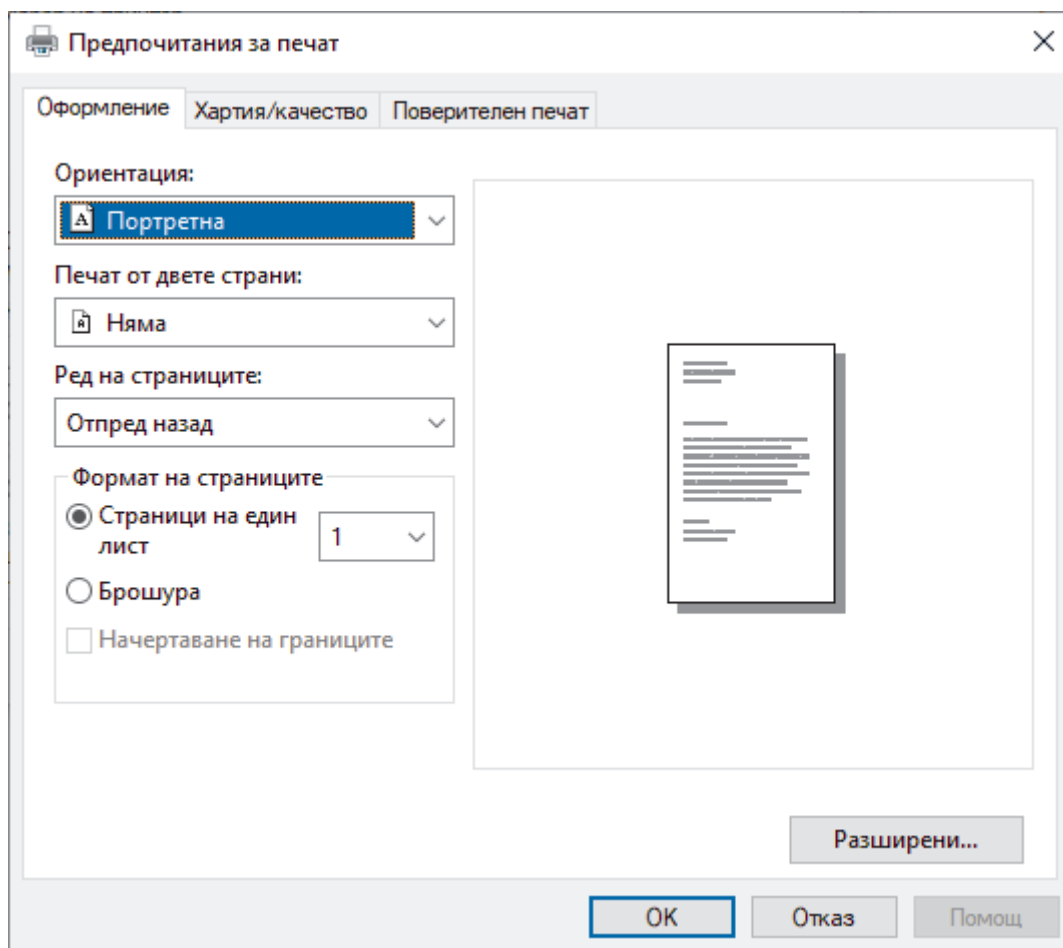 Предпочитания за печат
Оформление
Хартия/качество
Поверителен печат
Ориентация:
Портретна
Печат от двете страни:
Няма
Ред на страниците:
Отпред назад
Формат на страниците
Страници на един
лист
1
Брошура
Начертаване на границите
Разширени...
OK
Отказ
Помощ